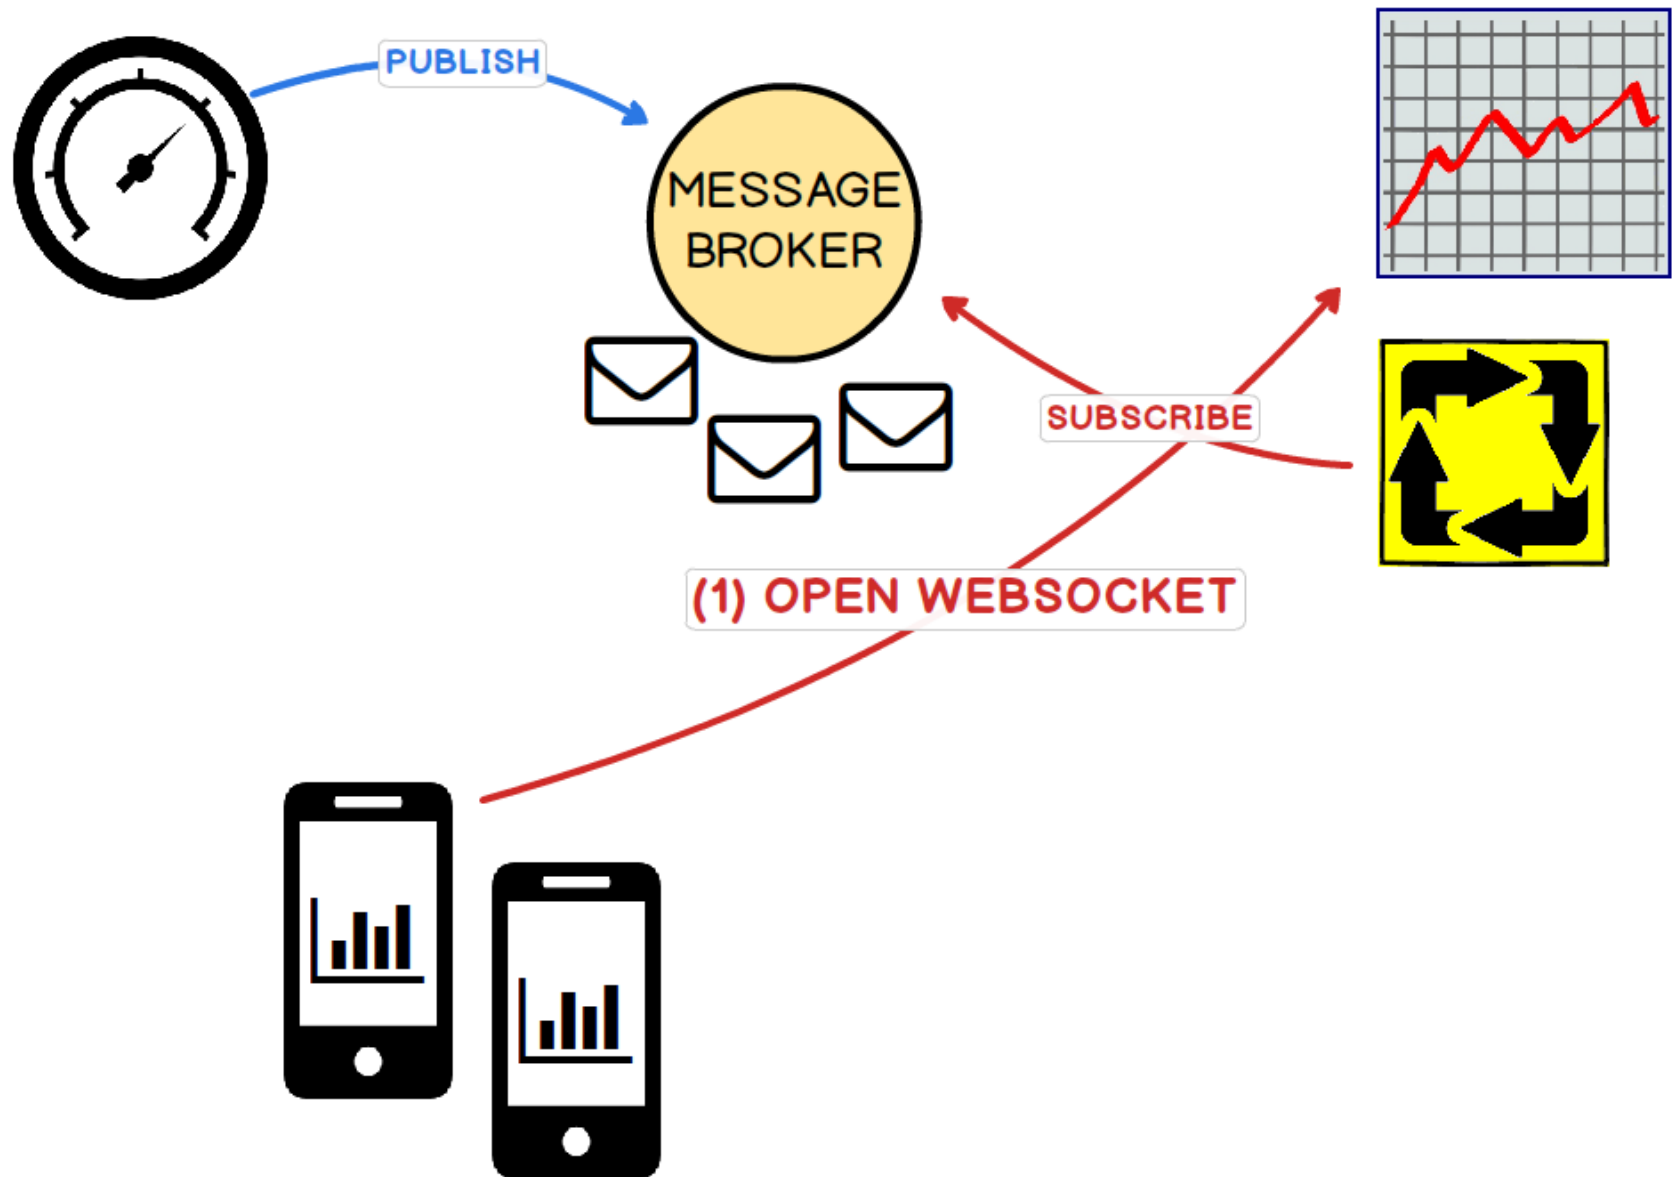 PUBLISH
MESSAGE
BROKER
SUBSCRIBE
(1) OPEN WEBSOCKET